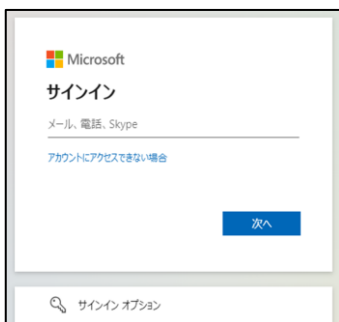 Microsoft
サインイン
メール、電話、Skype
アカウントにアクセスできない場合
次へ
サインイン オプション